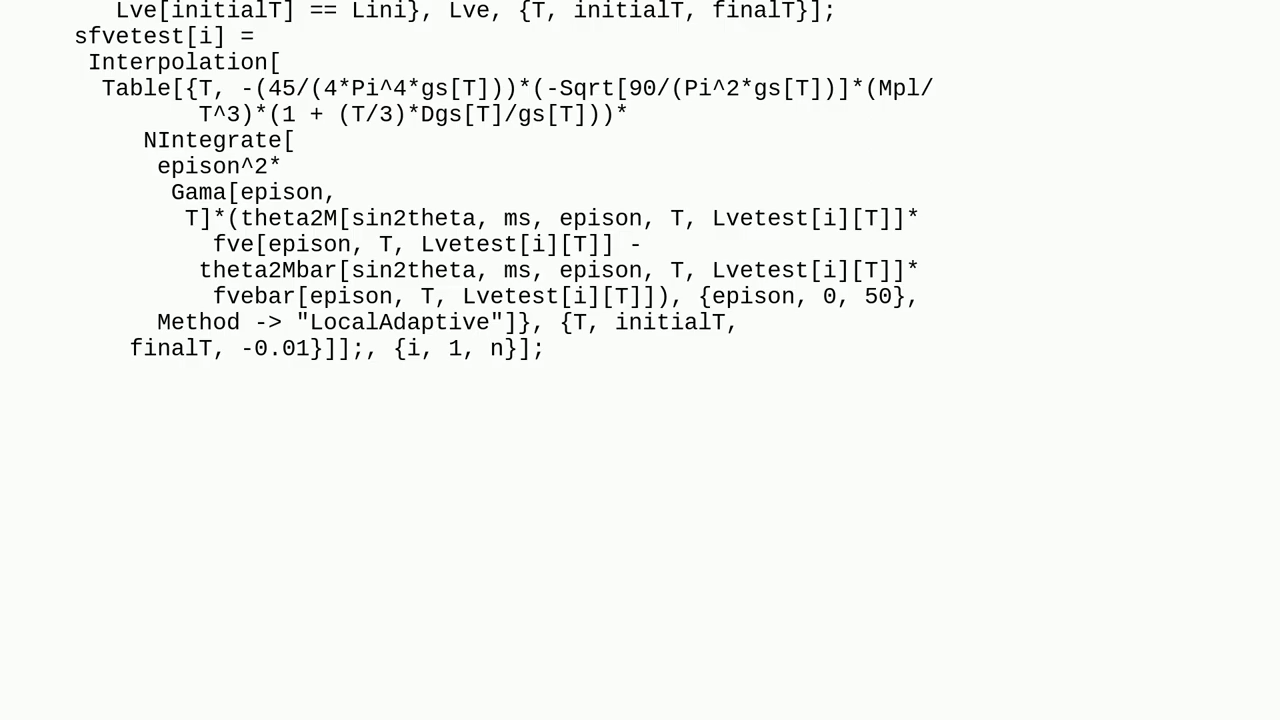 Lve[initialT] == Lini}, Lve, {T, initialT, finalT}];
sfvetest[i] =
Interpolation[
Table[{T, -(45/(4*Pi^4*gs[T]))*(-Sqrt[90/(Pi^2*gs[T])]*(Mpl/
T^3)*(1 + (T/3)*Dgs[T]/gs[T]))*
NIntegrate[
epison^2*
Gama[epison,
T]*(theta2M[sin2theta, ms, epison, T, Lvetest[i][T]]*
fve[epison, T, Lvetest[i][T]] -
theta2Mbar[sin2theta, ms, epison, T, Lvetest[i][T]]*
fvebar[epison, T, Lvetest[i][T]]), {epison, 0, 50},
Method -> "LocalAdaptive"]}, {T, initialT,
finalT, -0.01}]];, {i, 1, n}];